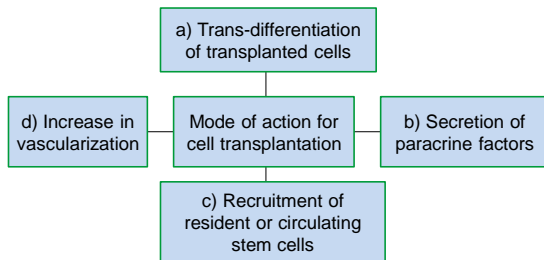 a) Trans-differentiation
of transplanted cells
d) Increase in
vascularization
Mode of action for
cell transplantation
b) Secretion of
paracrine factors
c) Recruitment of
resident or circulating
stem cells